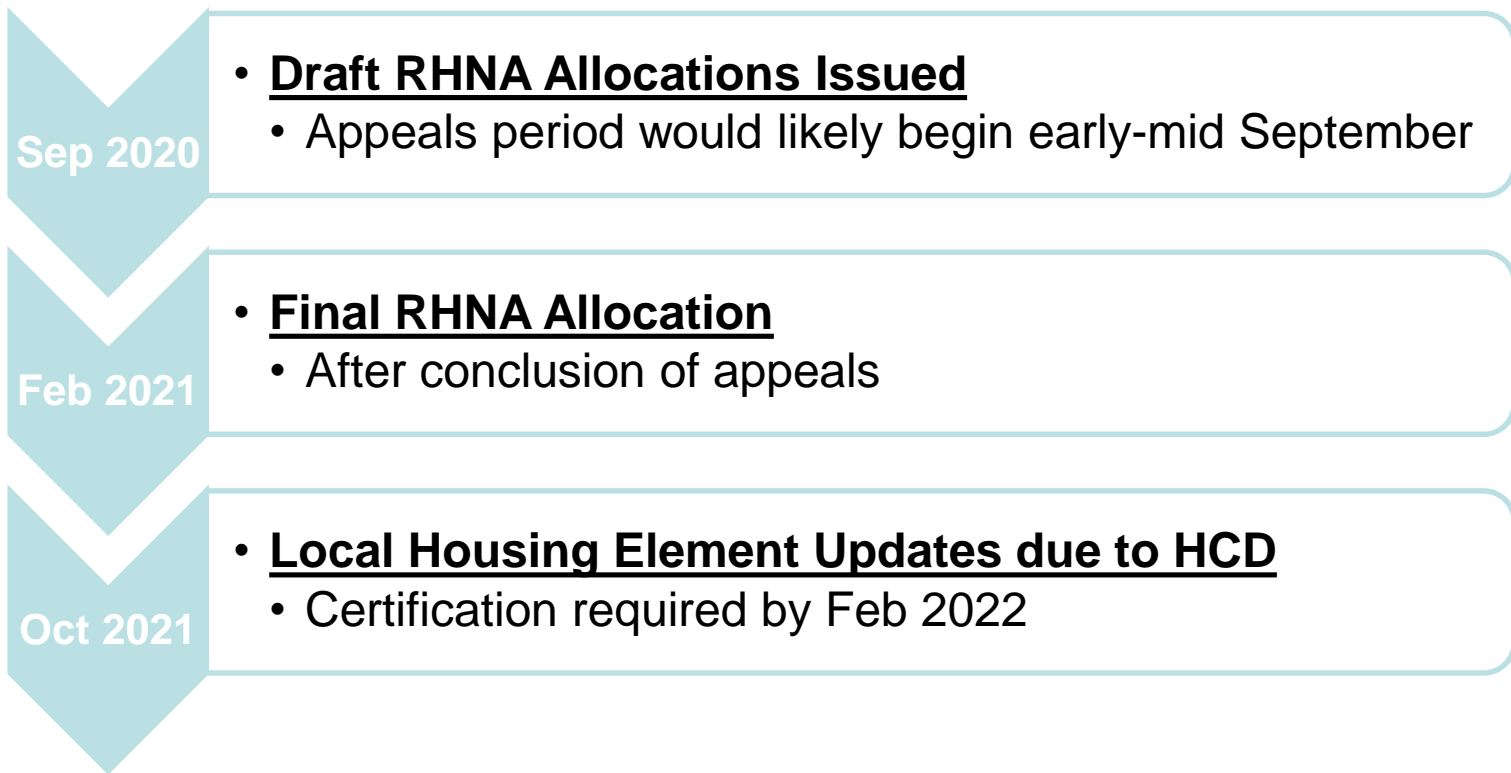 Sep 2020
• Draft RHNA Allocations Issued
• Appeals period would likely begin early-mid September
Feb 2021
• Final RHNA Allocation
• After conclusion of appeals
Oct 2021
• Local Housing Element Updates due to HCD
• Certification required by Feb 2022